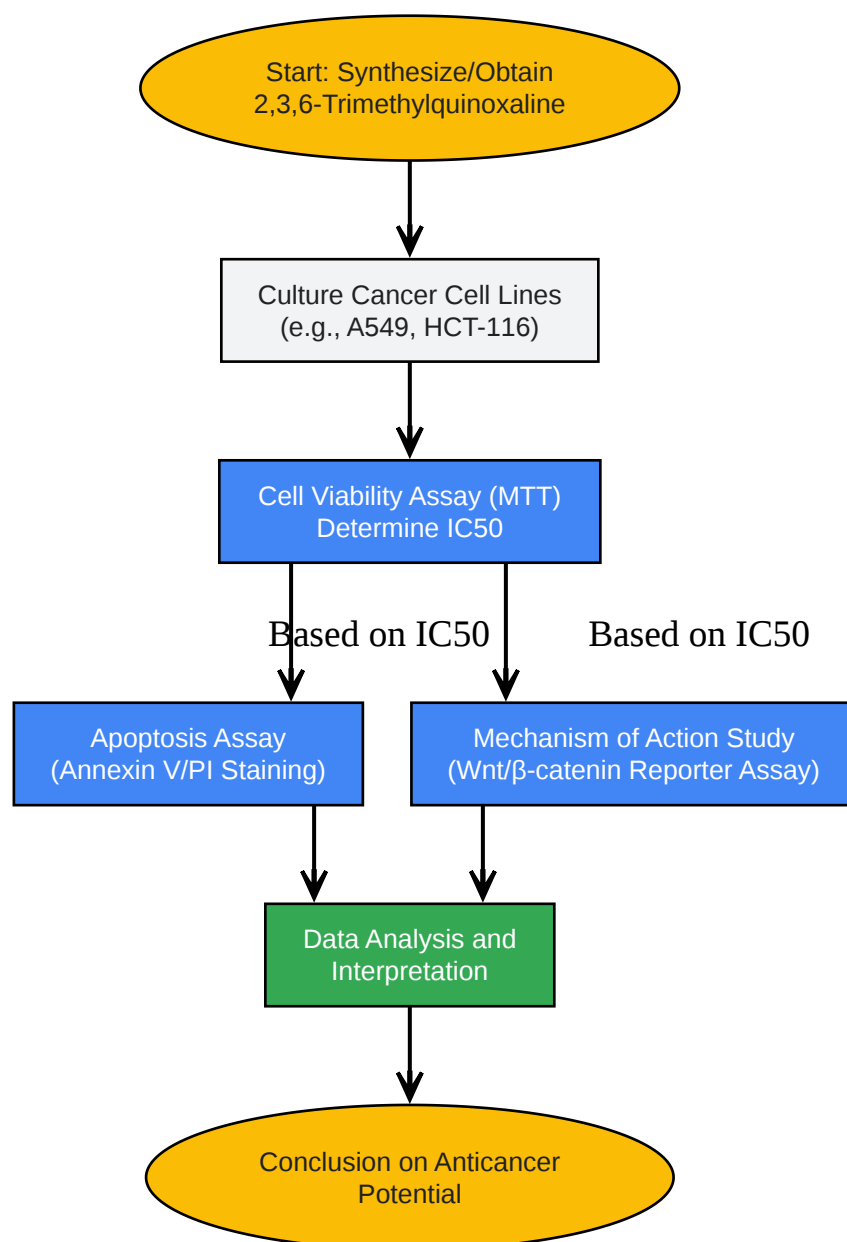 Start: Synthesize/Obtain
2,3,6-Trimethylquinoxaline
Culture Cancer Cell Lines
(e.g., A549, HCT-116)
Cell Viability Assay (MTT)
Determine IC50
Based on IC50
Based on IC50
Apoptosis Assay
(Annexin V/PI Staining)
Mechanism of Action Study
(Wnt/β-catenin Reporter Assay)
Data Analysis and
Interpretation
Conclusion on Anticancer
Potential